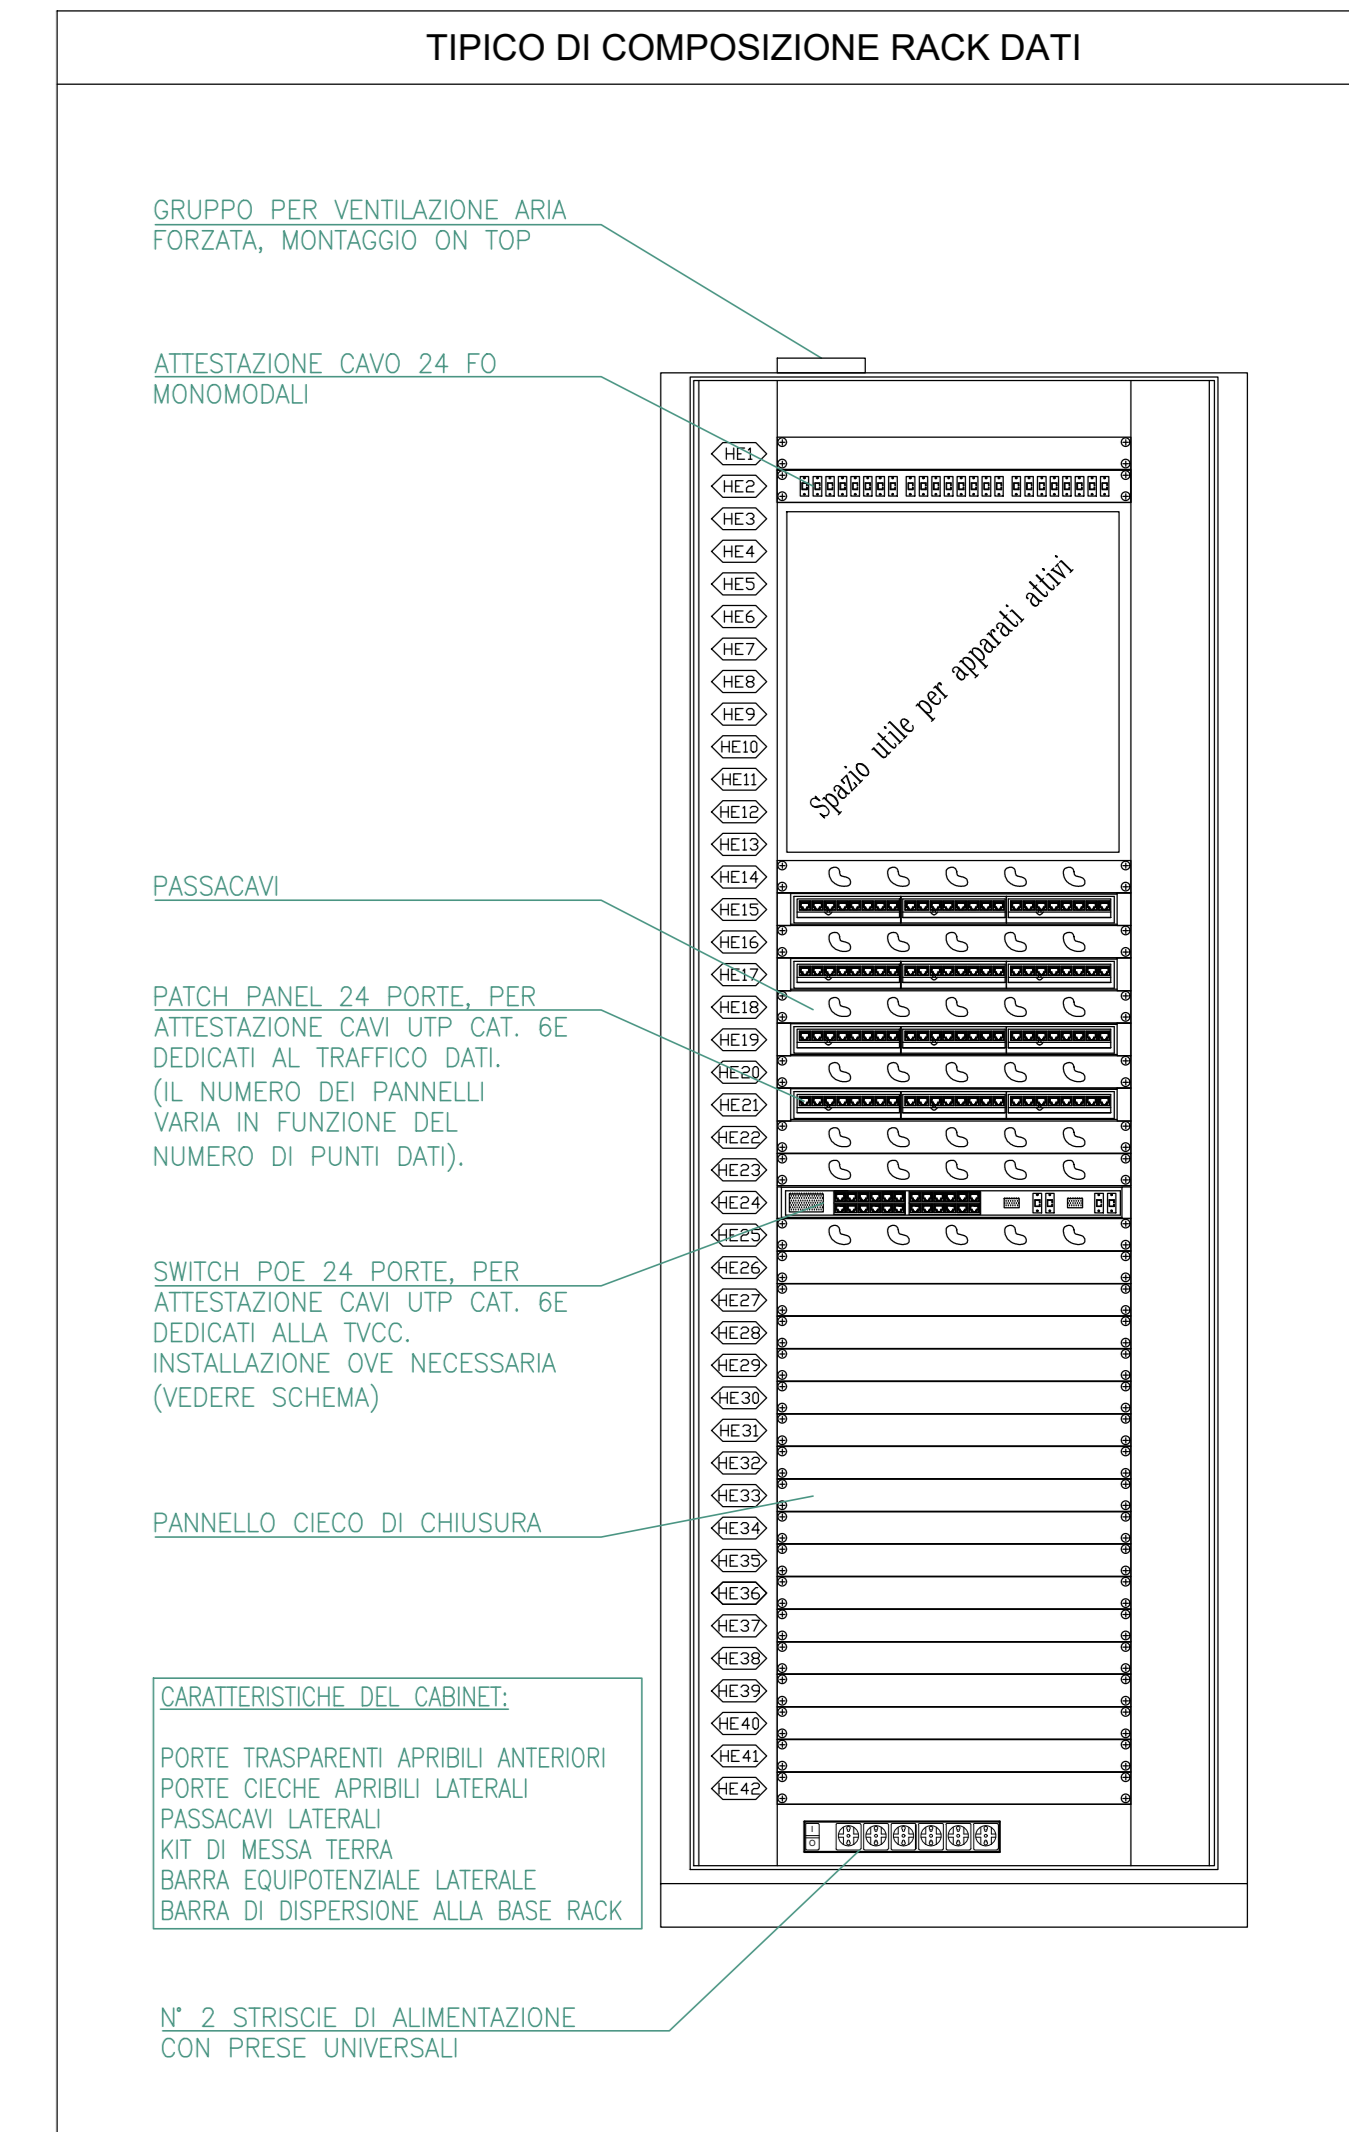 TIPICO DI COMPOSIZIONE RACK DATI
GRUPPO PER VENTILAZIONE ARIA
FORZATA, MONTAGGIO ON TOP
ATTESTAZIONE CAVO 24 FO
MONOMODALI
HE1
HE2
HE3
HE4
HE5
HE6
HE7
HE8
HE9
HE10
HE11
HE12
HE13
Spazio utile per apparati attivi
HE14
PASSACAVI
HE15
HE16
HE17
HE18
HE19
HE20
HE21
PATCH PANEL 24 PORTE, PER
ATTESTAZIONE CAVI UTP CAT. 6E
DEDICATI AL TRAFFICO DATI.
(IL NUMERO DEI PANNELLI
VARIA IN FUNZIONE DEL
NUMERO DI PUNTI DATI).
HE22
HE23
HE24
HE25
SWITCH POE 24 PORTE, PER
ATTESTAZIONE CAVI UTP CAT. 6E
DEDICATI ALLA TVCC.
INSTALLAZIONE OVE NECESSARIA
(VEDERE SCHEMA)
HE26
HE27
HE28
HE29
HE30
HE31
HE32
HE33
PANNELLO CIECO DI CHIUSURA
HE34
HE35
HE36
HE37
HE38
HE39
HE40
HE41
HE42
CARATTERISTICHE DEL CABINET:
PORTE TRASPARENTI APRIBILI ANTERIORI
PORTE CIECHE APRIBILI LATERALI
PASSACAVI LATERALI
KIT DI MESSA TERRA
BARRA EQUIPOTENZIALE LATERALE
BARRA DI DISPERSIONE ALLA BASE RACK
I
O
N° 2 STRISCIE DI ALIMENTAZIONE
CON PRESE UNIVERSALI